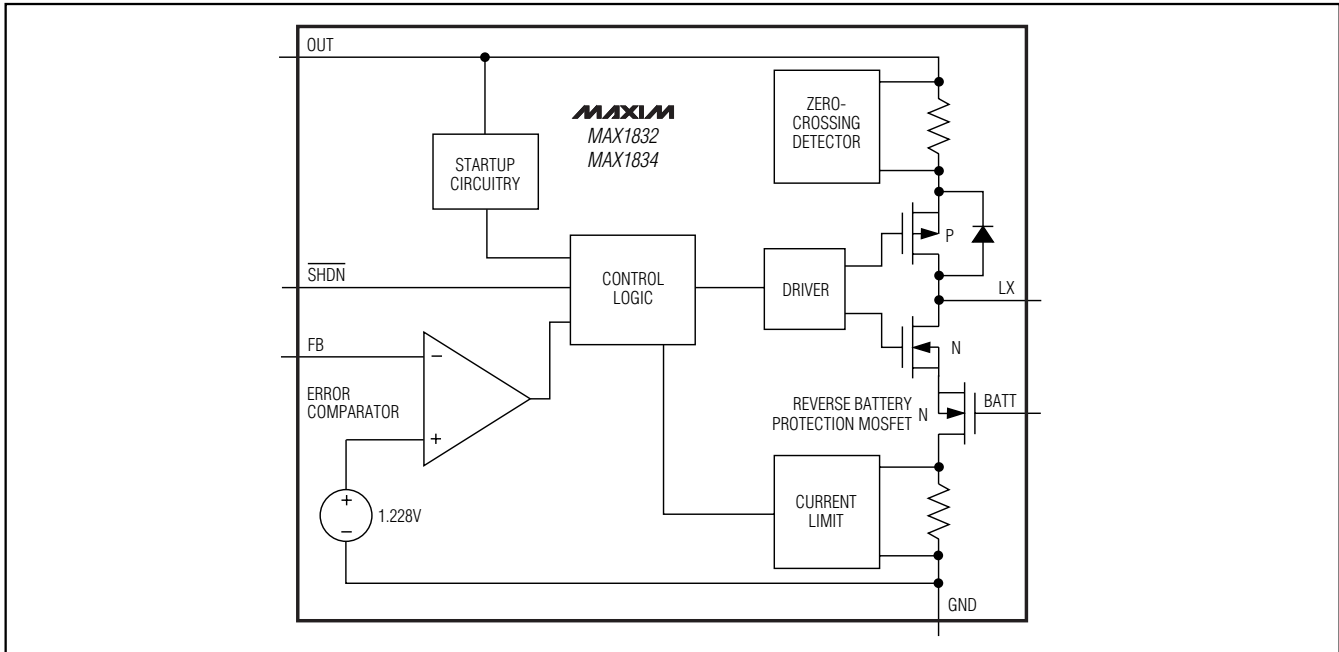 OUT
MAXIM
MAX1832
MAX1834
ZERO-
CROSSING
DETECTOR
STARTUP
CIRCUITRY
P
SHDN
CONTROL
LOGIC
DRIVER
LX
FB
−
N
ERROR
COMPARATOR
+
REVERSE BATTERY
PROTECTION MOSFET
N
BATT
CURRENT
LIMIT
+
−
1.228V
GND